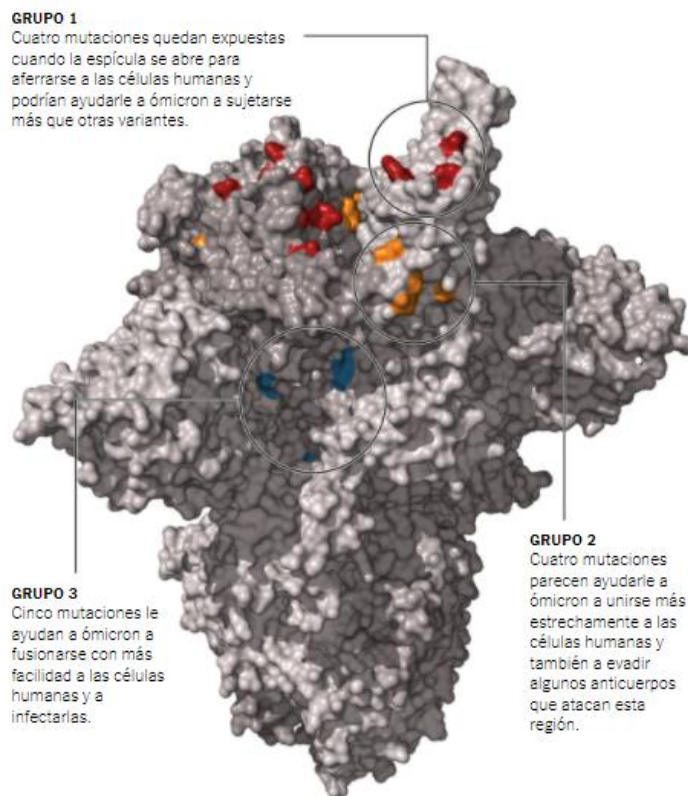 GRUPO 1
Cuatro mutaciones quedan expuestas
cuando la espícula se abre para
aferrarse a las células humanas y
podrían ayudarle a ómicron a sujetarse
más que otras variantes.
GRUPO 2
Cuatro mutaciones
parecen ayudarle a
ómicron a unirse más
estrechamente a las
células humanas y
también a evadir
algunos anticuerpos
que atacan esta
región.
GRUPO 3
Cinco mutaciones le
ayudan a ómicron a
fusionarse con más
facilidad a las células
humanas y a
infectarlas.